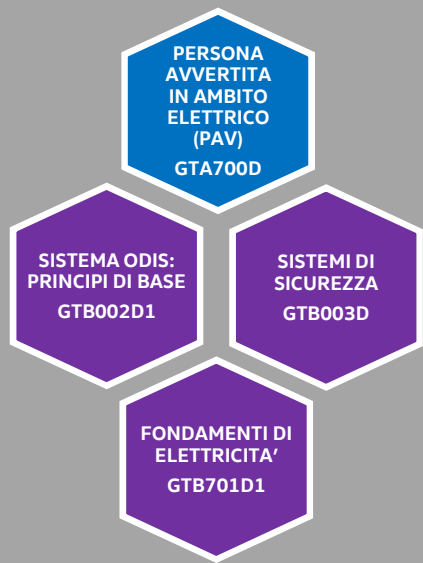 PERSONA
AVVERTITA
IN AMBITO
ELETTRICO
(PAV)
GTA700D
SISTEMA ODIS:
PRINCIPI DI BASE
GTB002D1
SISTEMI DI
SICUREZZA
GTB003D
FONDAMENTI DI
ELETTRICITA’
GTB701D1